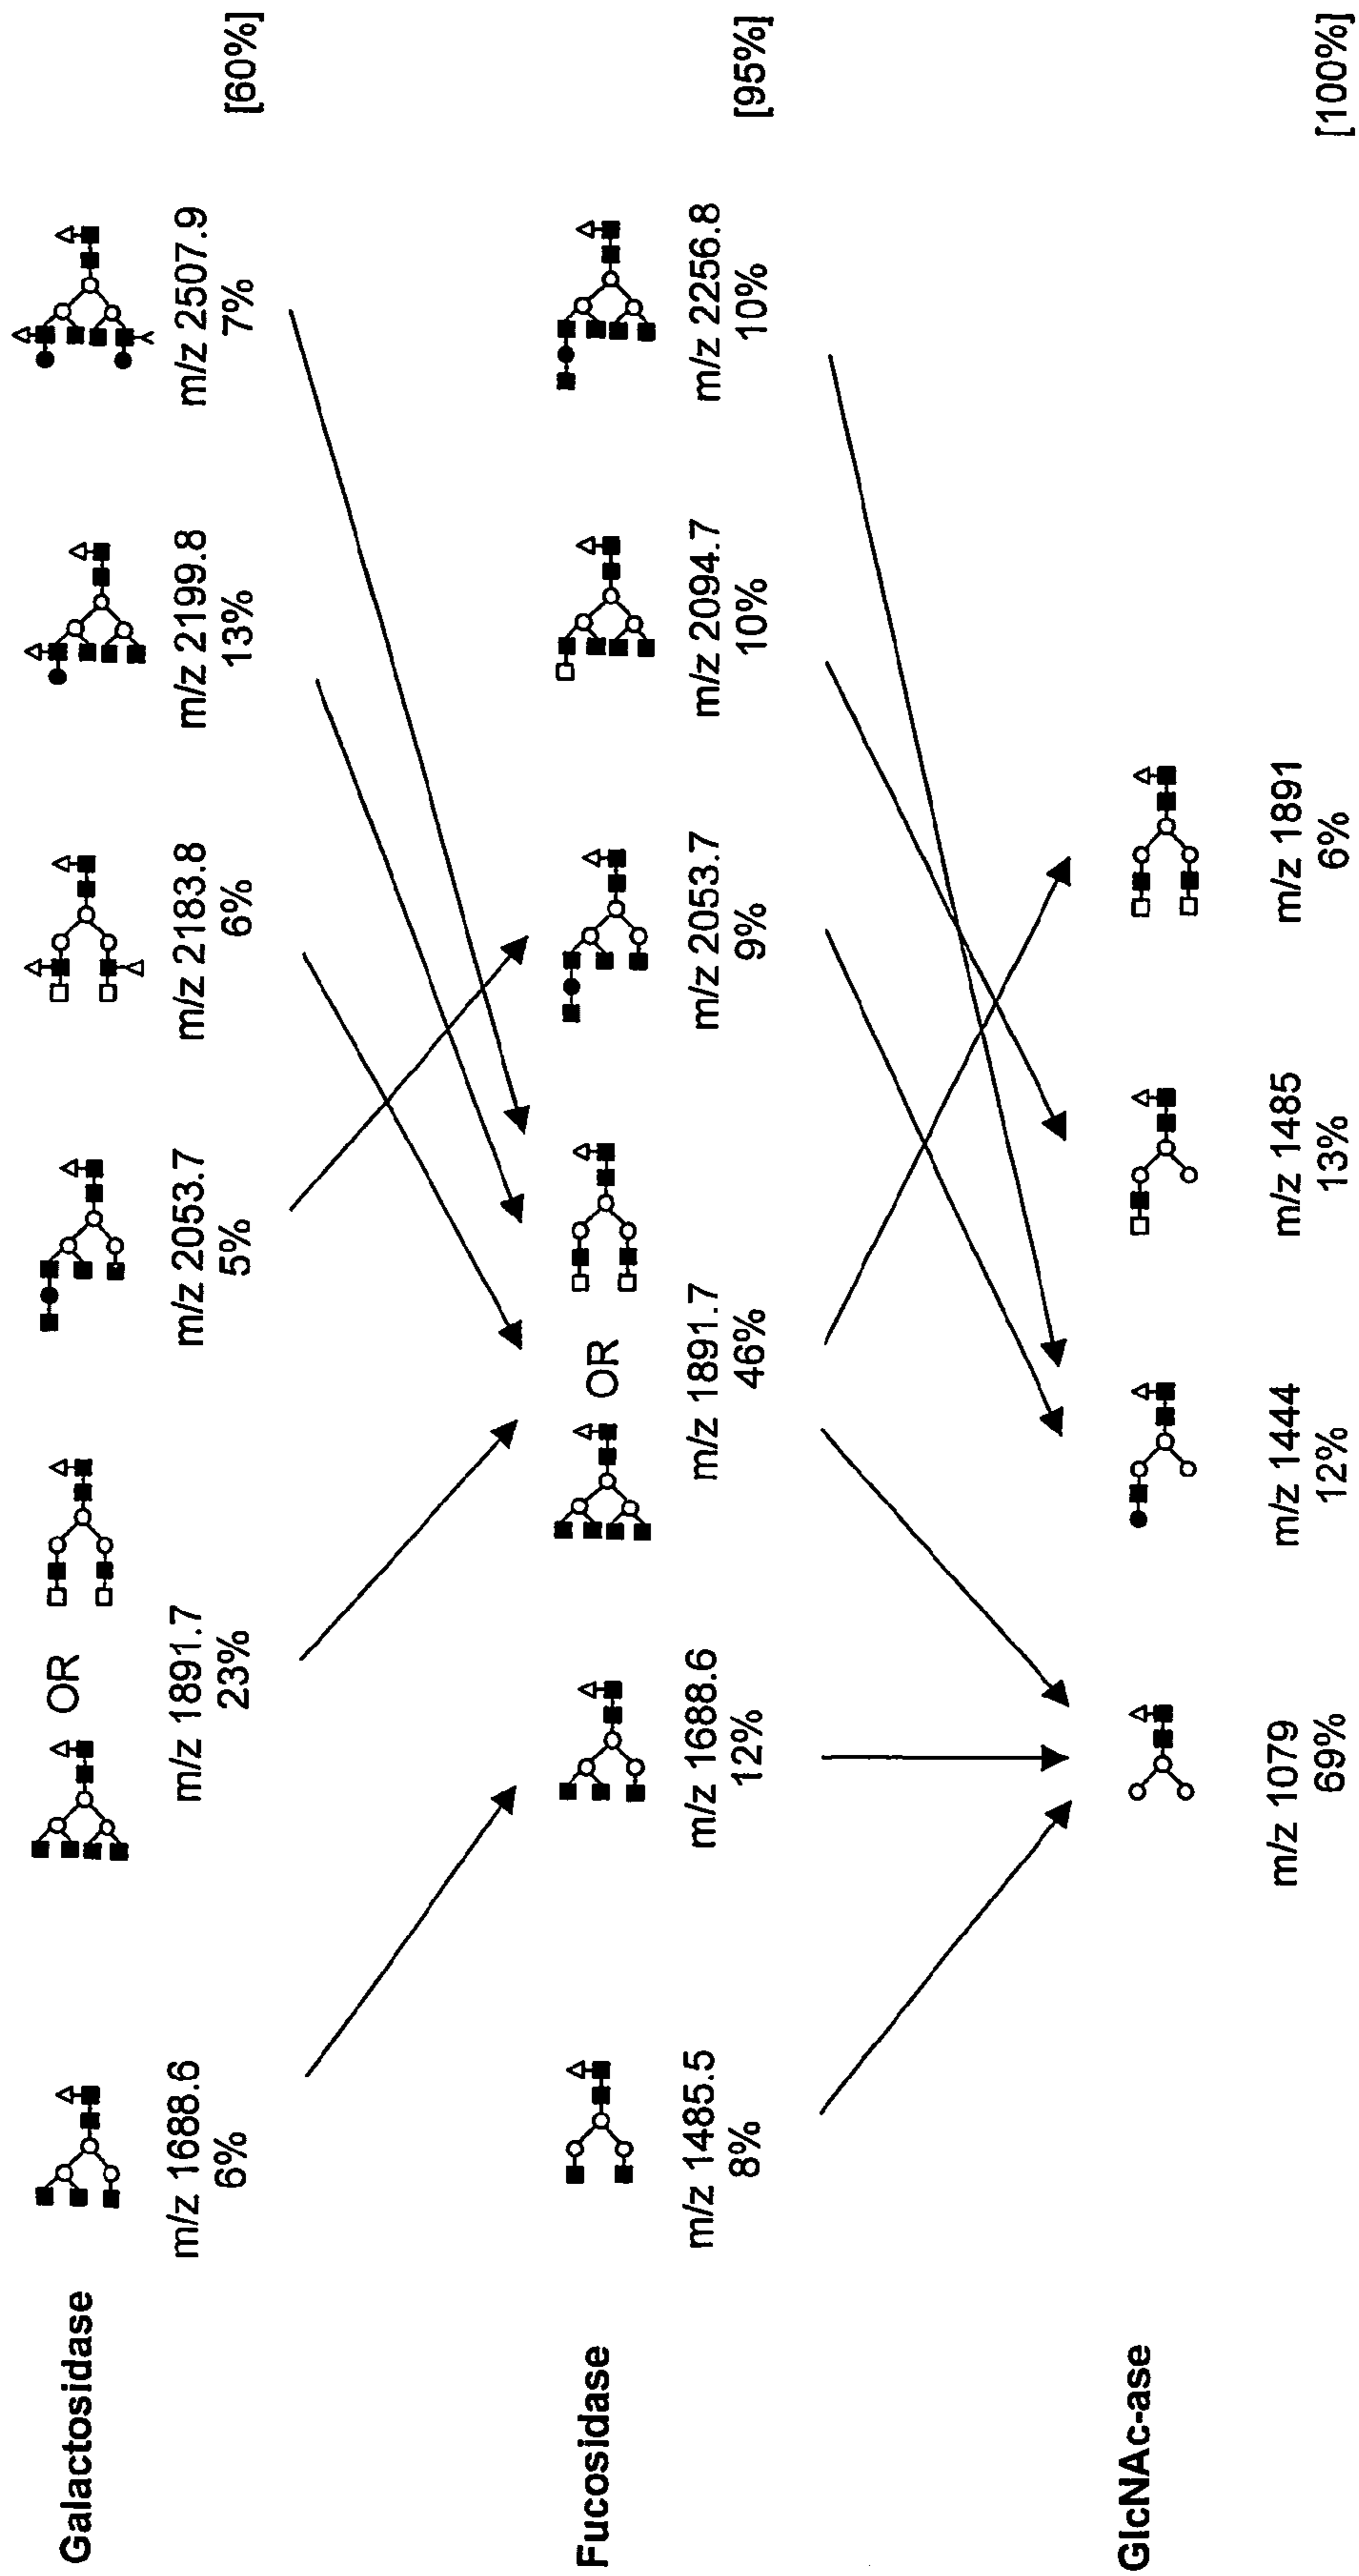 Galactosidase
m/z 1688.6
6%
OR
m/z 1891.7
23%
m/z 2053.7
5%
m/z 2183.8
6%
m/z 2199.8
13%
m/z 2507.9
7%
[60%]
Fucosidase
m/z 1485.5
8%
m/z 1688.6
12%
OR
m/z 1891.7
46%
m/z 2053.7
9%
m/z 2094.7
10%
m/z 2256.8
10%
[95%]
GlcNAc-ase
m/z 1079
69%
m/z 1444
12%
m/z 1485
13%
m/z 1891
6%
[100%]